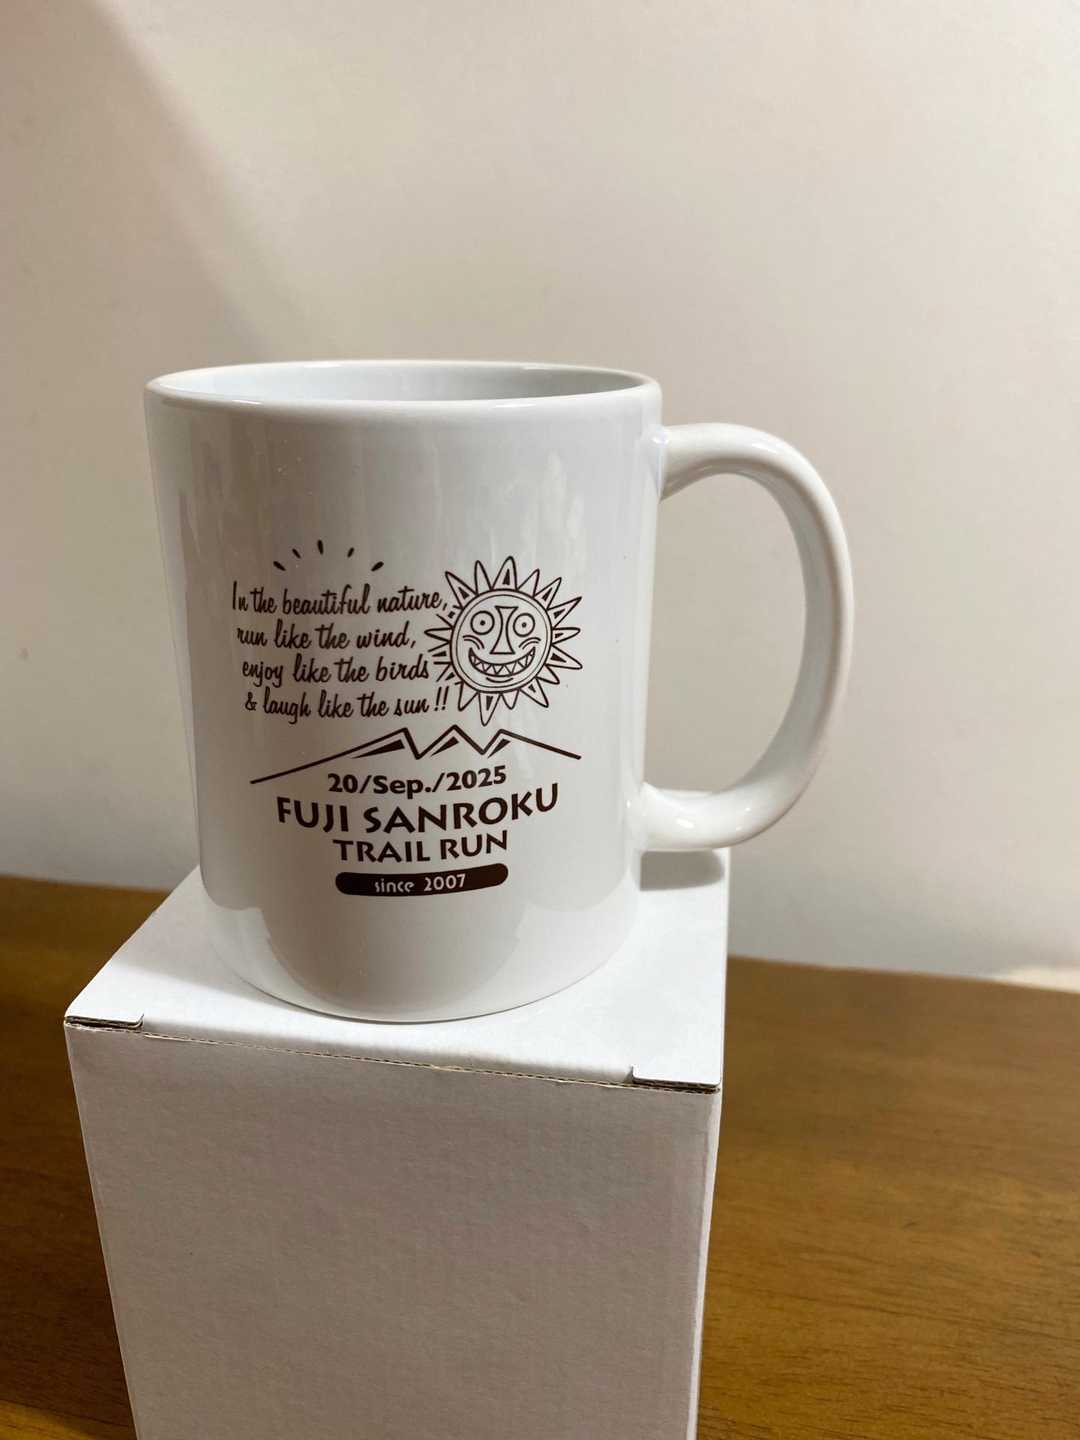 In the beautiful nature,
run like the wind,
enjoy like the birds
& laugh like the sun !!
20/Sep./2025
FUJI SANROKU
TRAIL RUN
since 2007